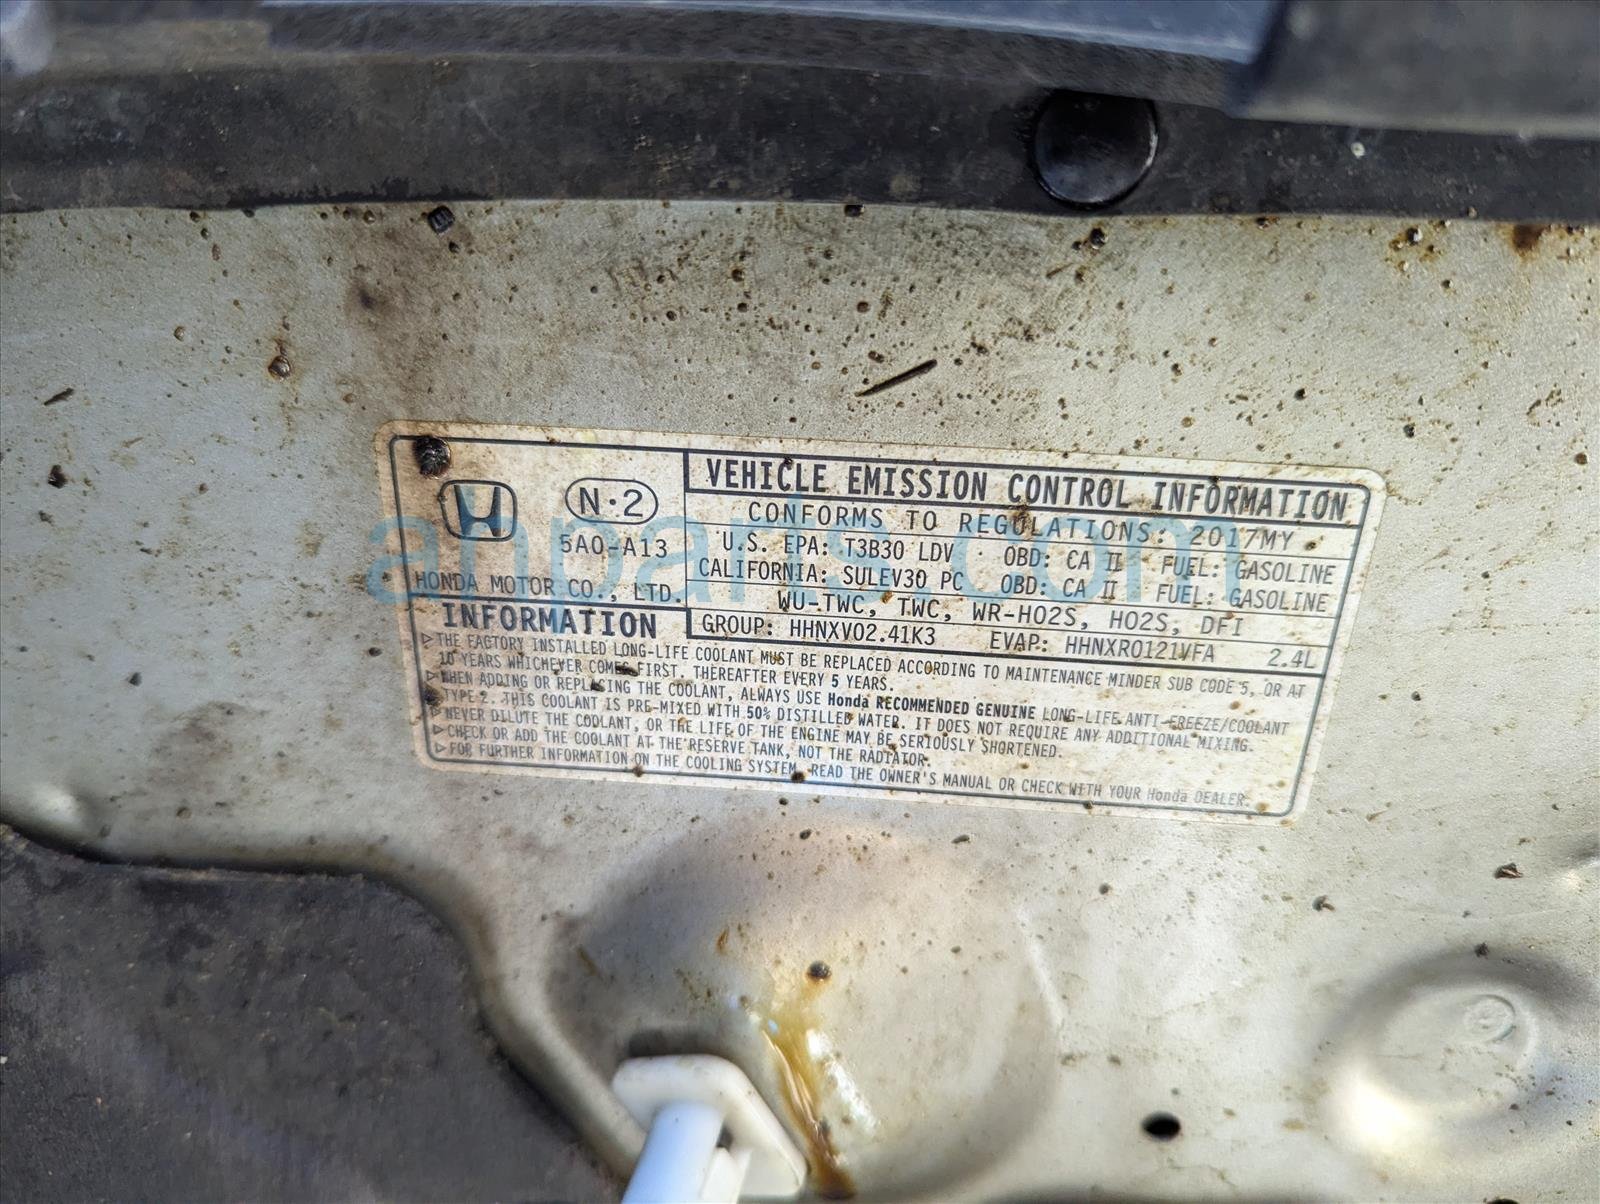 VEHICLE EMISSION CONTROL INFORMATION
N·2
CONFORMS TO REGULATIONS: 2017MY
5A0-A13
U.S. EPA: T3B30 LDV · OBD: CA II FUEL: GASOLINE
CALIFORNIA: SULEV30 PC OBD: CA II FUEL: GASOLINE
HONDA MOTOR CO., LTD.
WU-TWC, TWC, WR-HO2S, HO2S, DFI
GROUP: HHNXV02.41K3 EVAP: HHNXR0121VFA 2.4L
INFORMATION
▷THE FACTORY INSTALLED LONG-LIFE COOLANT MUST BE REPLACED ACCORDING TO MAINTENANCE MINDER SUB CODE 5, OR AT
10 YEARS WHICHEVER COMES FIRST. THEREAFTER EVERY 5 YEARS.
▷WHEN ADDING OR REPLACING THE COOLANT, ALWAYS USE Honda RECOMMENDED GENUINE LONG-LIFE ANTI-FREEZE/COOLANT
TYPE 2. THIS COOLANT IS PRE-MIXED WITH 50% DISTILLED WATER. IT DOES NOT REQUIRE ANY ADDITIONAL MIXING.
▷NEVER DILUTE THE COOLANT, OR THE LIFE OF THE ENGINE MAY BE SERIOUSLY SHORTENED.
▷CHECK OR ADD THE COOLANT AT THE RESERVE TANK, NOT THE RADIATOR.
▷FOR FURTHER INFORMATION ON THE COOLING SYSTEM, READ THE OWNER'S MANUAL OR CHECK WITH YOUR Honda DEALER.
ahparts.com